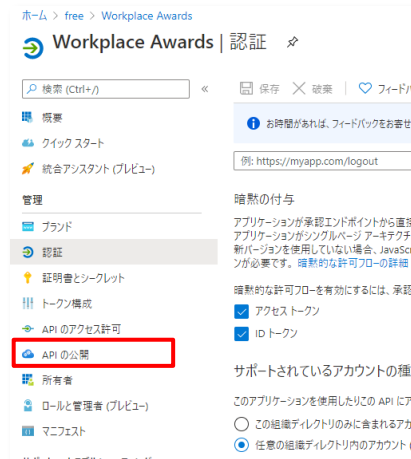 ホーム > free > Workplace Awards
Workplace Awards | 認証
検索 (Ctrl+/)
«
保存
破棄
フィードバ
概要
クイック スタート
統合アシスタント (プレビュー)
お時間があれば、フィードバックをお寄せ
例: https://myapp.com/logout
管理
ブランド
認証
証明書とシークレット
トークン構成
API のアクセス許可
API の公開
所有者
ロールと管理者 (プレビュー)
マニフェスト
暗黙の付与
アプリケーションが承認エンドポイントから直接
アプリケーションがシングルページ アーキテクチ
新バージョンを使用していない場合、JavaScr
ンが必要です。暗黙的な許可フローの詳細
暗黙的な許可フローを有効にするには、承認
アクセス トークン
ID トークン
サポートされているアカウントの種
このアプリケーションを使用したりこの API にア
この組織ディレクトリのみに含まれるアカ
任意の組織ディレクトリ内のアカウント (